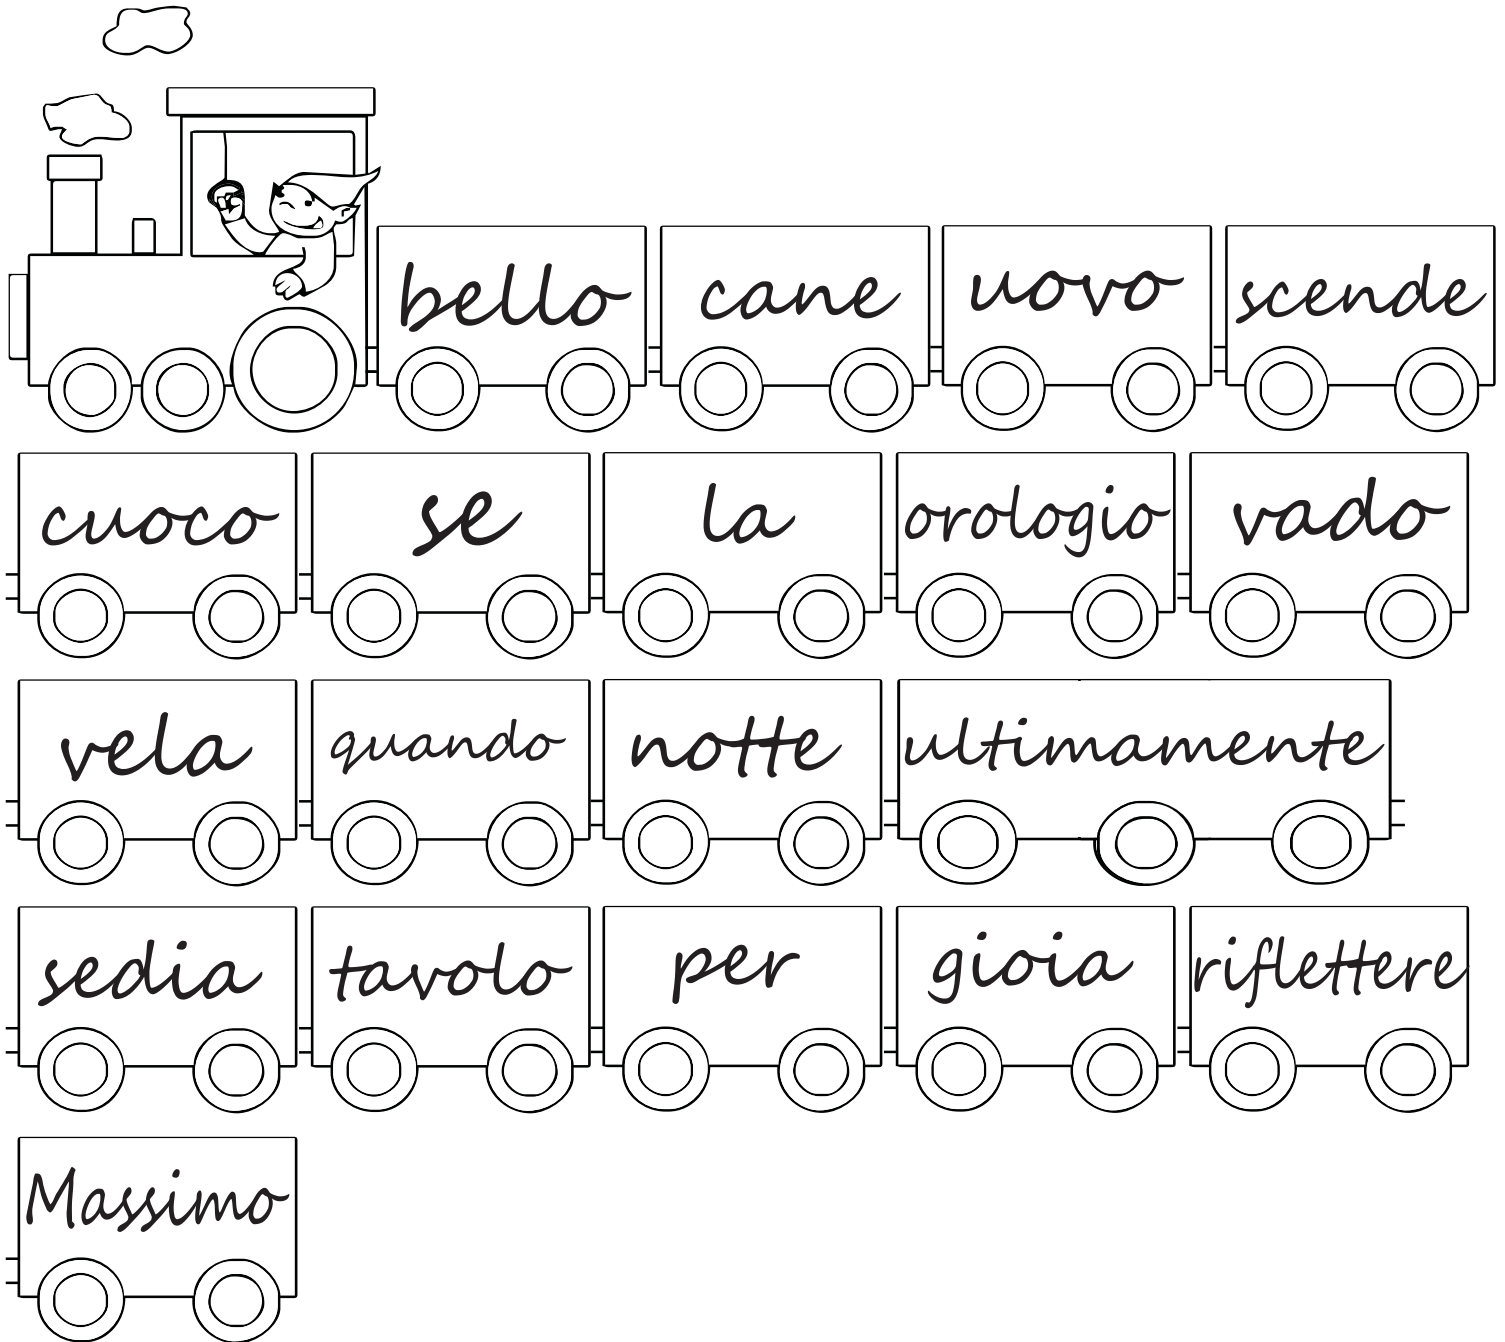 bello cane uovo scende
cuoco se la orologio vado
vela quando notte ultimamente
sedia tavolo per gioia riflettere
Massimo